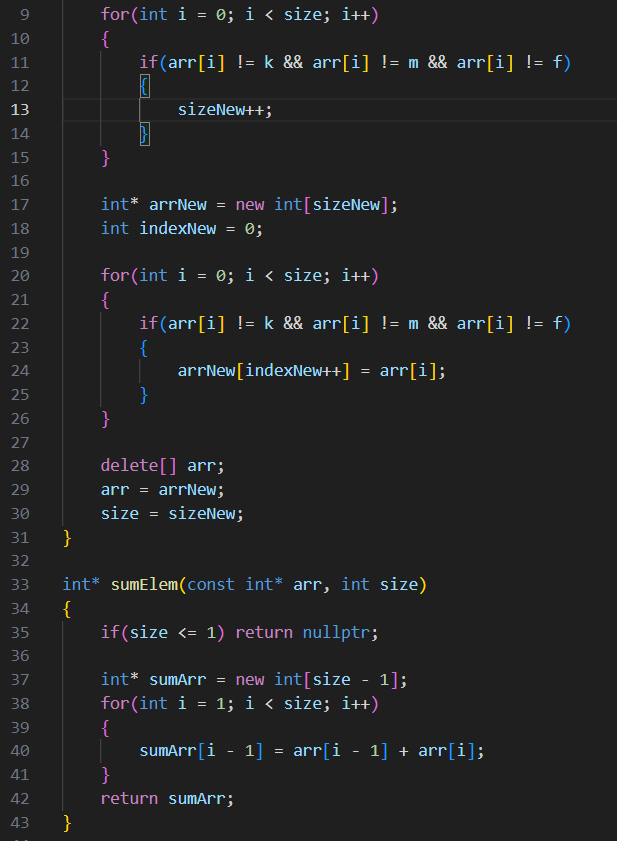 9 for(int i = 0; i < size; i++)
10 {
11 if(arr[i] != k && arr[i] != m && arr[i] != f)
12 {
13 sizeNew++;
14 }
15 }
16
17 int* arrNew = new int[sizeNew];
18 int indexNew = 0;
19
20 for(int i = 0; i < size; i++)
21 {
22 if(arr[i] != k && arr[i] != m && arr[i] != f)
23 {
24 arrNew[indexNew++] = arr[i];
25 }
26 }
27
28 delete[] arr;
29 arr = arrNew;
30 size = sizeNew;
31 }
32
33 int* sumElem(const int* arr, int size)
34 {
35 if(size <= 1) return nullptr;
36
37 int* sumArr = new int[size - 1];
38 for(int i = 1; i < size; i++)
39 {
40 sumArr[i - 1] = arr[i - 1] + arr[i];
41 }
42 return sumArr;
43 }